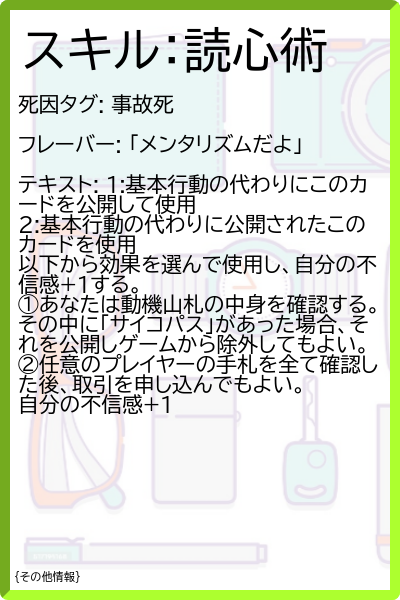 スキル：読心術
死因タグ: 事故死
フレーバー: 「メンタリズムだよ」
テキスト: 1:基本行動の代わりにこのカ
ードを公開して使用
2:基本行動の代わりに公開されたこの
カードを使用
以下から効果を選んで使用し、自分の不
信感+1する。
①あなたは動機山札の中身を確認する。
その中に「サイコパス」があった場合、そ
れを公開しゲームから除外してもよい。
②任意のプレイヤーの手札を全て確認し
た後、取引を申し込んでもよい。
自分の不信感+1
{その他情報}